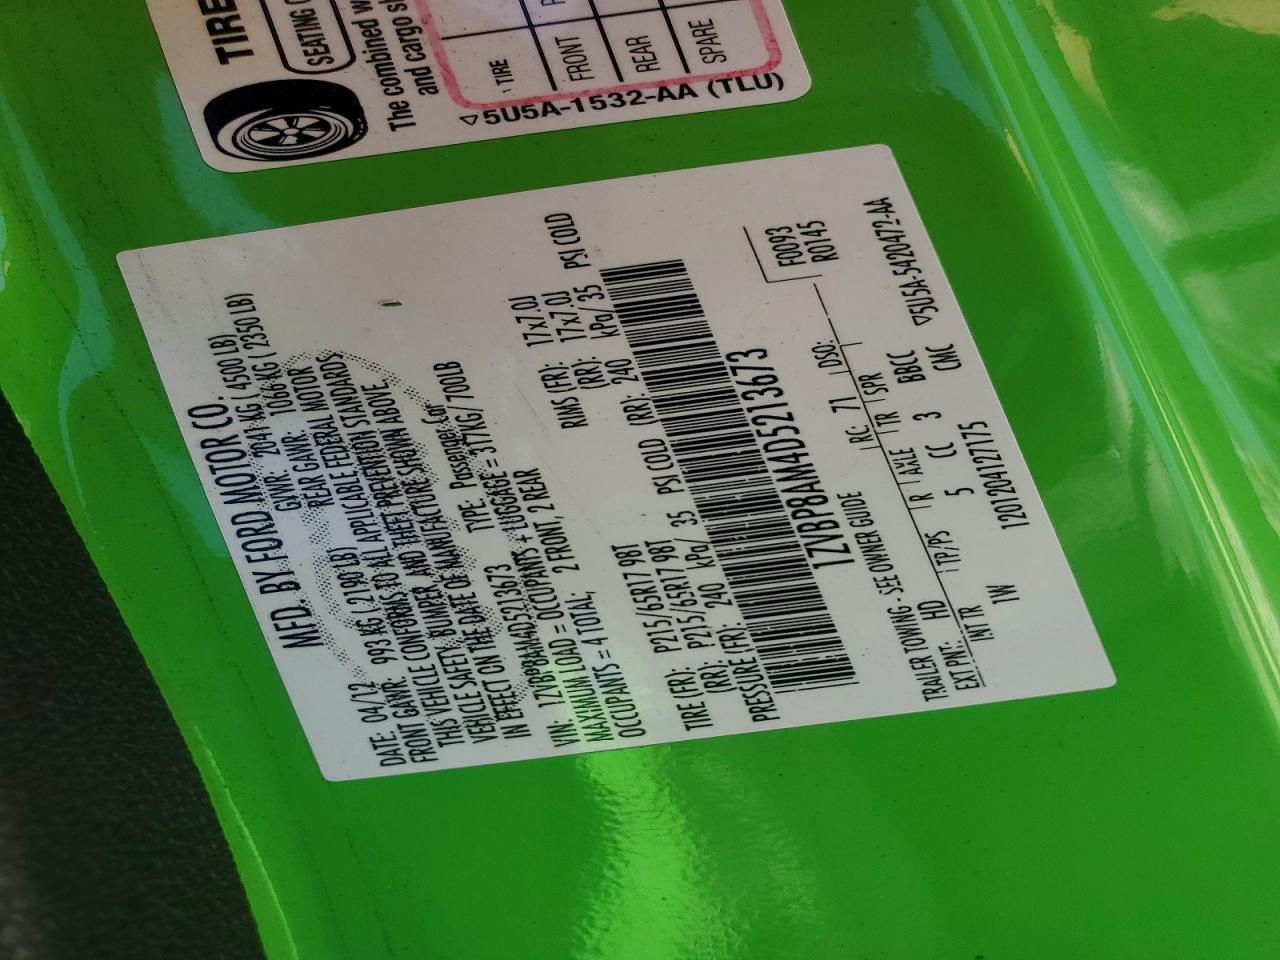 TIRE
SEATING
The combined
and cargo
TIRE
FRONT
REAR
SPARE
5U5A-1532-AA (TLU)
MFD. BY FORD MOTOR CO.
DATE: 04/12 GVWR: 2041 KG ( 4500 LB)
FRONT GAWR: 993 KG ( 2190 LB) REAR GAWR: 1066 KG ( 2350 LB)
THIS VEHICLE CONFORMS TO ALL APPLICABLE FEDERAL MOTOR
VEHICLE SAFETY, BUMPER, AND THEFT PREVENTION STANDARDS
IN EFFECT ON THE DATE OF MANUFACTURE SHOWN ABOVE.
VIN: 1ZVBP8AM4D5213673 TYPE: Passenger Car
MAXIMUM LOAD = OCCUPANTS + LUGGAGE = 317KG/700LB
OCCUPANTS = 4 TOTAL, 2 FRONT, 2 REAR
TIRE (FR): P215/65R17 98T RIMS (FR): 17x7.0J
(RR): P215/65R17 98T (RR): 17x7.0J
PRESSURE (FR): 240 kPa/ 35 PSI COLD (RR): 240 kPa/ 35 PSI COLD
1ZVBP8AM4D5213673
F0093
R0145
TRAILER TOWING - SEE OWNER GUIDE
EXT PNT: HD RC: 71 DSO:
INT TR TP/PS R AXLE TR SPR
1W 5 CC 3 BBCC
12012041217175 CMC
5U5A-5420472-AA